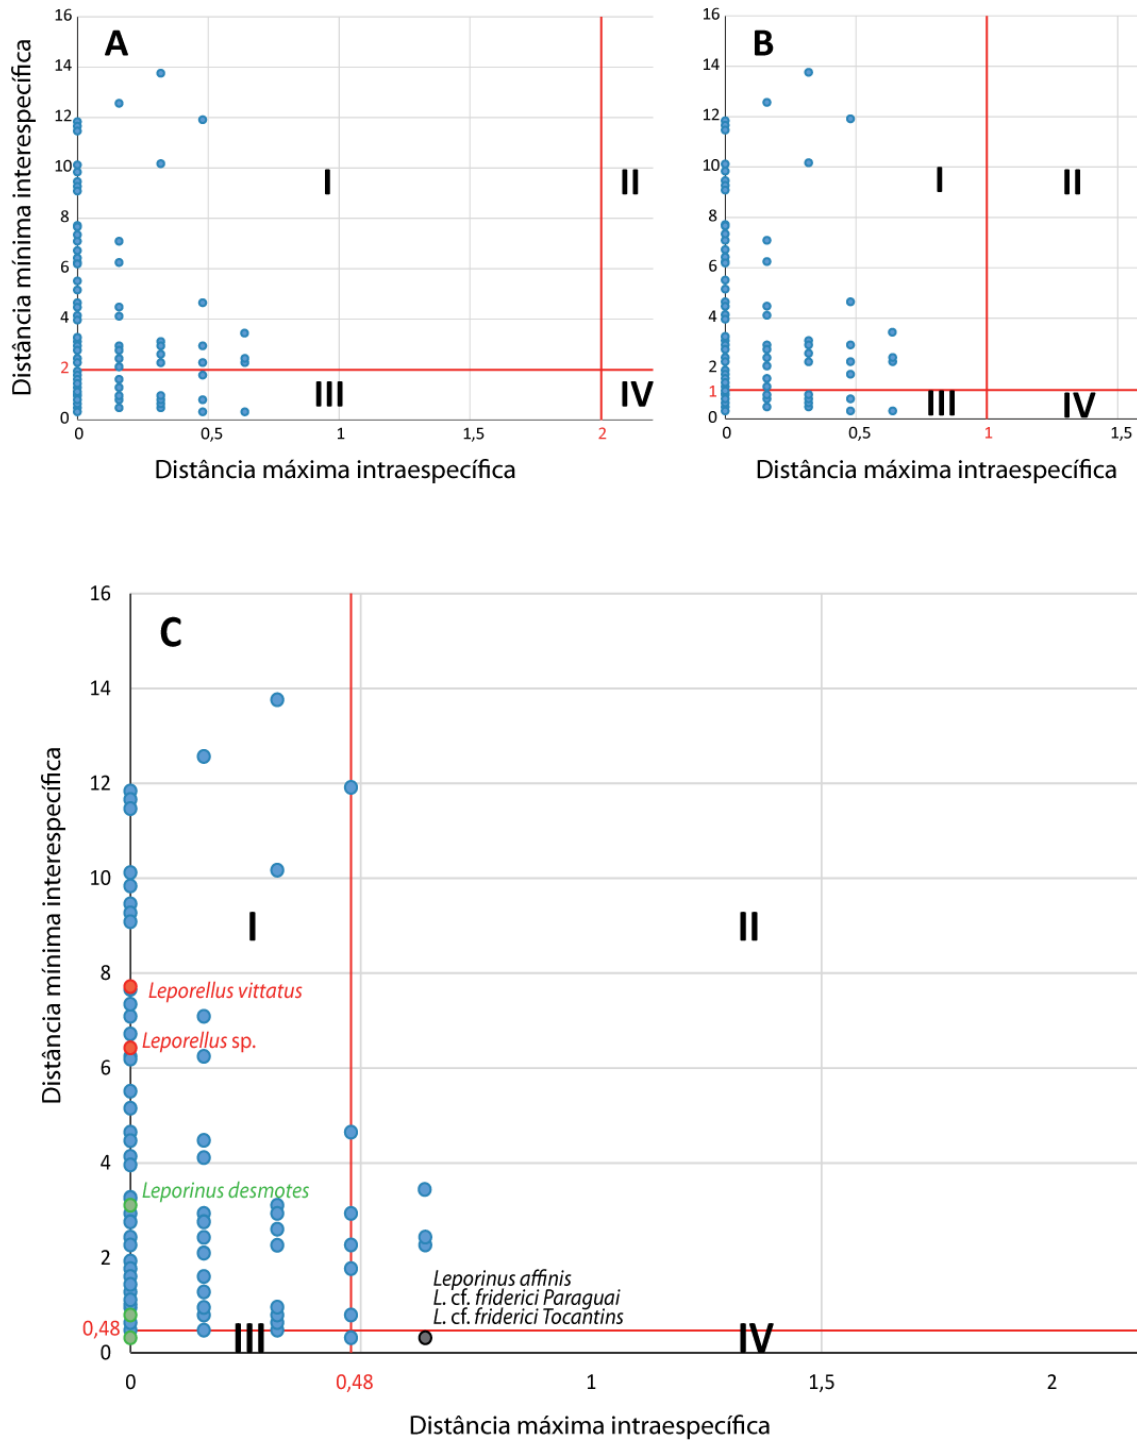 A
16
14
12
10
8
6
4
2
0
I
II
III
IV
0
0,5
1
1,5
2
Distância mínima interespecífica
Distância máxima intraespecífica
B
16
14
12
10
8
6
4
2
1
0
I
II
III
IV
0
0,5
1
1,5
Distância máxima intraespecífica
C
16
14
12
10
8
6
4
2
0,48
0
Distância mínima interespecífica
I
II
Leporellus vittatus
Leporellus sp.
Leporinus desmotes
Leporinus affinis
L. cf. friderici Paraguai
L. cf. friderici Tocantins
III
IV
0
0,48
1
1,5
2
Distância máxima intraespecífica